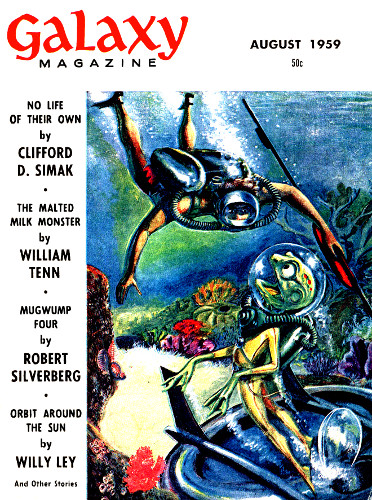 Galaxy
MAGAZINE
AUGUST 1959
50c
NO LIFE
OF THEIR OWN
by
CLIFFORD
D. SIMAK
•
THE MALTED
MILK MONSTER
by
WILLIAM
TENN
•
MUGWUMP
FOUR
by
ROBERT
SILVERBERG
•
ORBIT AROUND
THE SUN
by
WILLY LEY
And Other Stories